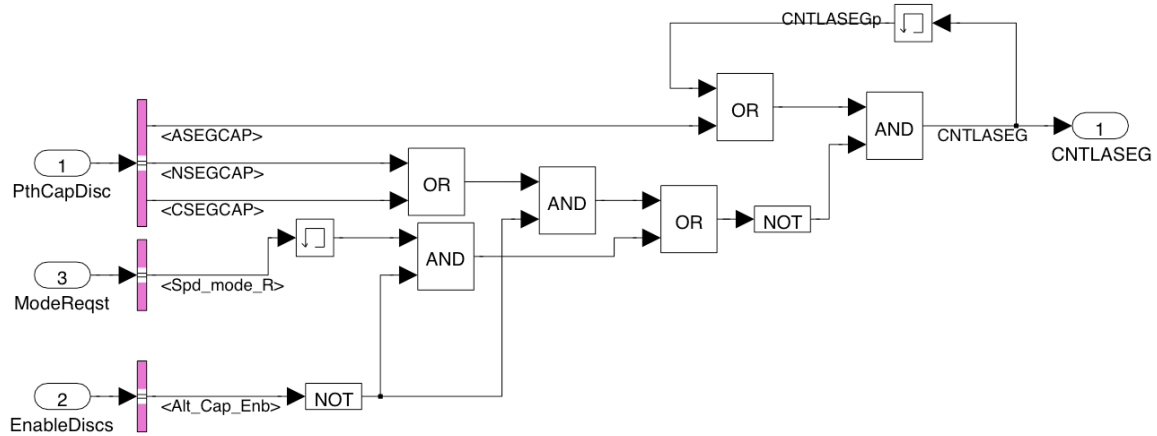 CNTLASEGp
OR
AND
1
CNTLASEG
CNTLASEG
<ASEGCAP>
1
PthCapDisc
<NSEGCAP>
<CSEGCAP>
OR
AND
OR
NOT
AND
3
ModeReqst
<Spd_mode_R>
2
EnableDiscs
<Alt_Cap_Enb>
NOT